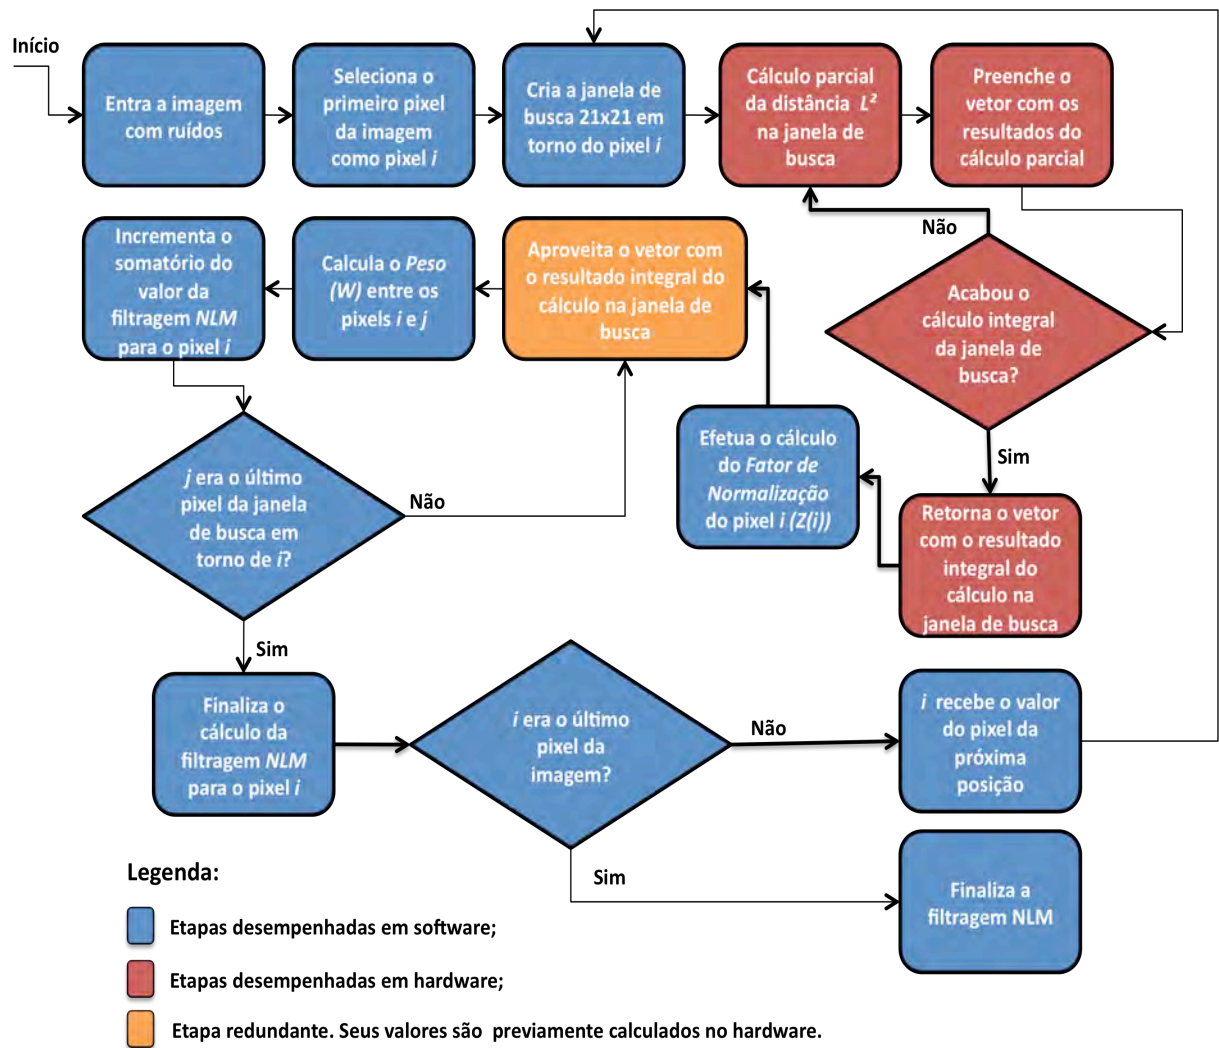 Início
Entra a imagem
com ruídos
Seleciona o
primeiro pixel
da imagem
como pixel i
Cria a janela de
busca 21x21 em
torno do pixel i
Cálculo parcial
da distância L²
na janela de
busca
Preenche o
vetor com os
resultados do
cálculo parcial
Não
Acabou o
cálculo integral
da janela de
busca?
Sim
Retorna o vetor
com o resultado
integral do
cálculo na
janela de busca
Efetua o cálculo
do Fator de
Normalização
do pixel i (Z(i))
Aproveita o vetor com
o resultado integral do
cálculo na janela de
busca
Calcula o Peso
(W) entre os
pixels i e j
Incrementa o
somatório do
valor da
filtragem NLM
para o pixel i
j era o último
pixel da janela
de busca em
torno de i?
Não
Sim
Finaliza o
cálculo da
filtragem NLM
para o pixel i
i era o último
pixel da
imagem?
Não
i recebe o valor
do pixel da
próxima
posição
Sim
Finaliza a
filtragem NLM
Legenda:
Etapas desempenhadas em software;
Etapas desempenhadas em hardware;
Etapa redundante. Seus valores são previamente calculados no hardware.